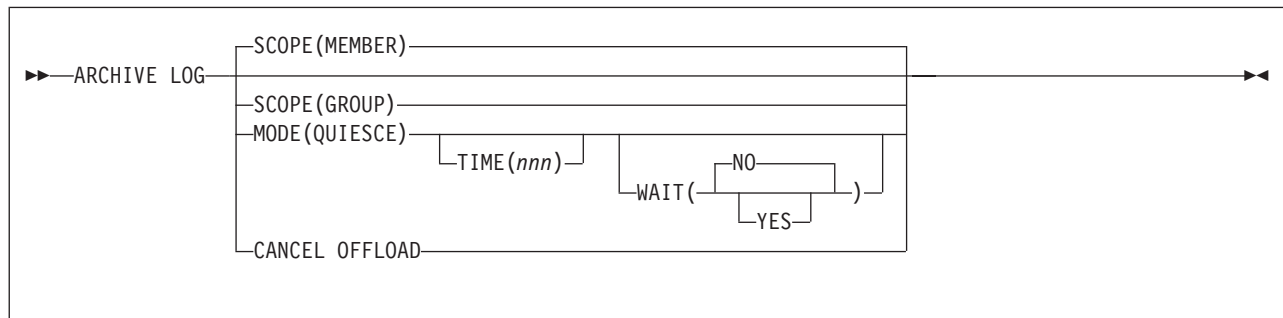 SCOPE(MEMBER)
ARCHIVE LOG
SCOPE(GROUP)
MODE(QUIESCE)
TIME(nnn)
NO
WAIT( )
YES
CANCEL OFFLOAD